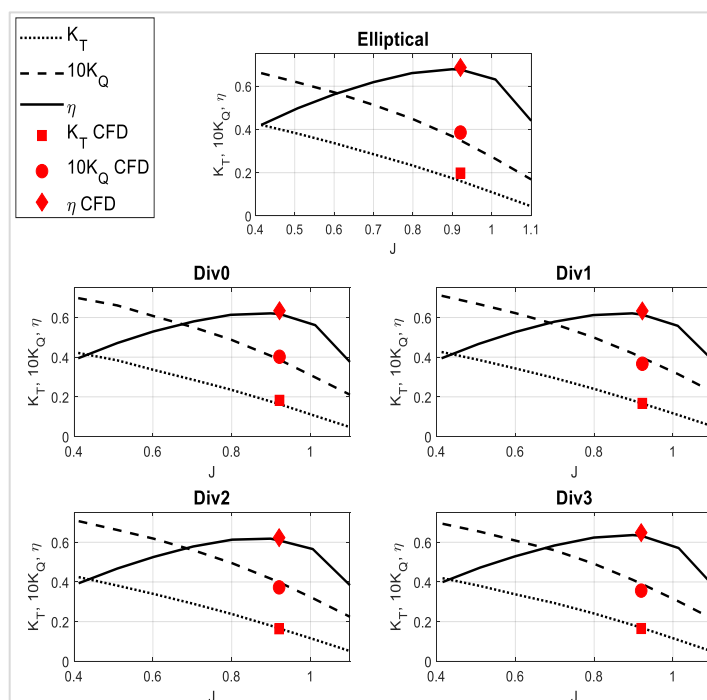 K_T
10K_Q
η
K_T CFD
10K_Q CFD
η CFD
Elliptical
K_T, 10K_Q, η
0.6
0.4
0.2
0
0.4 0.5 0.6 0.7 0.8 0.9 1 1.1
J
Div0
K_T, 10K_Q, η
0.6
0.4
0.2
0
0.4 0.6 0.8 1
J
Div1
K_T, 10K_Q, η
0.6
0.4
0.2
0
0.4 0.6 0.8 1
J
Div2
K_T, 10K_Q, η
0.6
0.4
0.2
0
0.4 0.6 0.8 1
J
Div3
K_T, 10K_Q, η
0.6
0.4
0.2
0
0.4 0.6 0.8 1
J